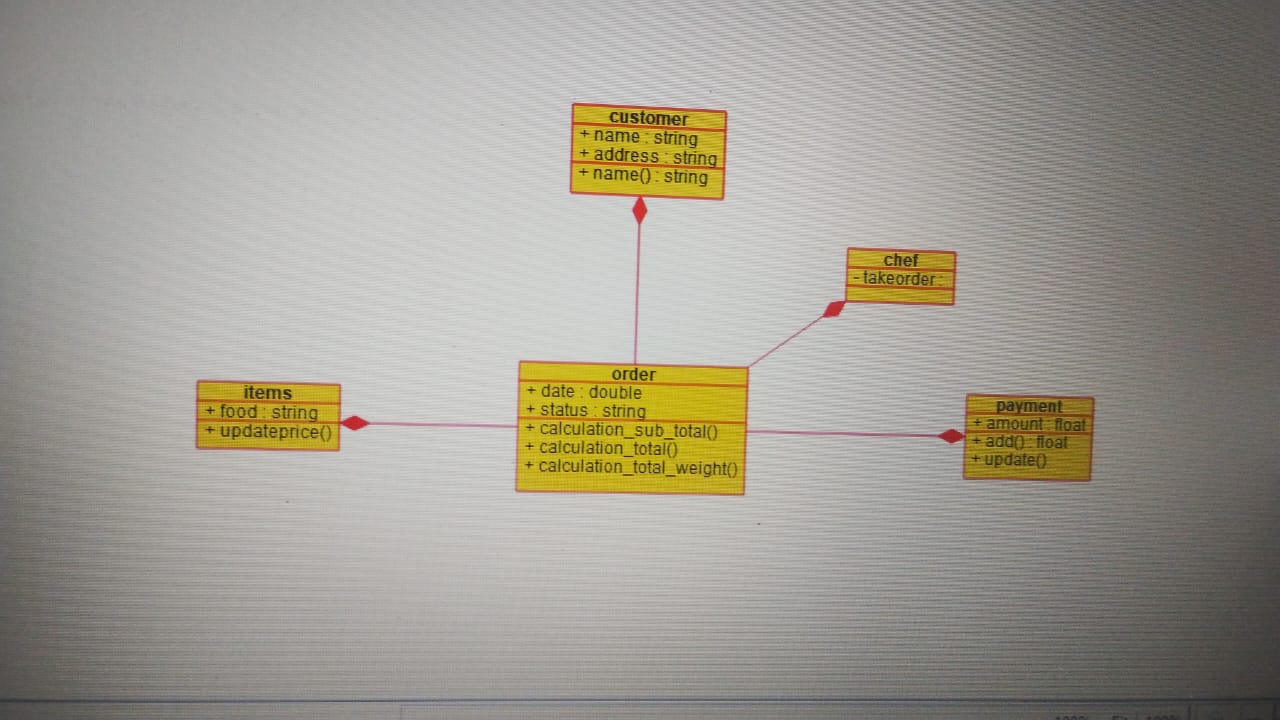 customer
+ name : string
+ address : string
+ name() : string
chef
- takeorder :
order
+ date : double
+ status : string
+ calculation_sub_total()
+ calculation_total()
+ calculation_total_weight()
items
+ food : string
+ updateprice()
payment
+ amount : float
+ add() : float
+ update()